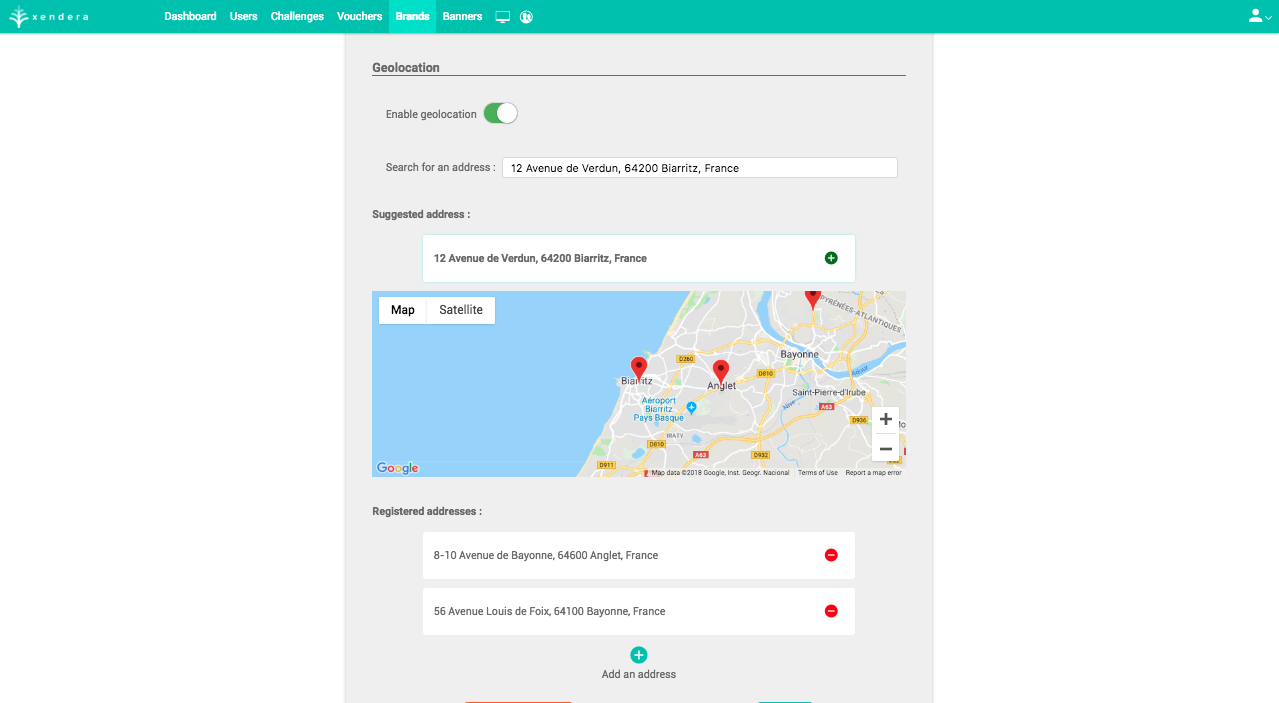 xendera
Dashboard Users Challenges Vouchers Brands Banners
Geolocation
Enable geolocation
Search for an address : 12 Avenue de Verdun, 64200 Biarritz, France
Suggested address :
12 Avenue de Verdun, 64200 Biarritz, France
Map Satellite
PYRÉNÉES-ATLANTIQUES
Bayonne
D260
D810
Biarritz
Anglet
Adour
Saint-Pierre-d'Irube
Aéroport
Biarritz
Pays Basque
Nive
A63
D936
IRATY
D810
A63
D932
D911
Google
Map data ©2018 Google, Inst. Geogr. Nacional Terms of Use Report a map error
Registered addresses :
8-10 Avenue de Bayonne, 64600 Anglet, France
56 Avenue Louis de Foix, 64100 Bayonne, France
Add an address